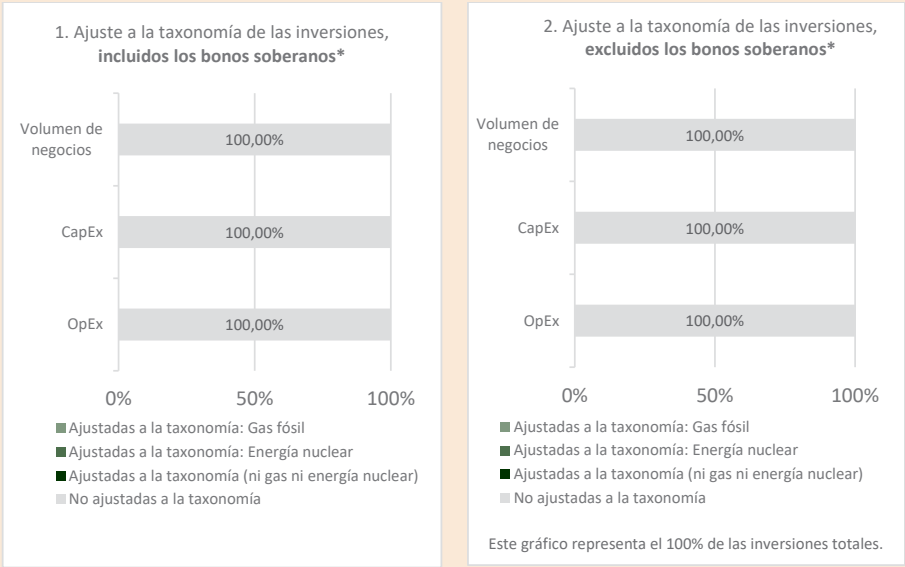 1. Ajuste a la taxonomía de las inversiones,
incluidos los bonos soberanos*
Volumen de
negocios
100,00%
CapEx
100,00%
OpEx
100,00%
0%
50%
100%
Ajustadas a la taxonomía: Gas fósil
Ajustadas a la taxonomía: Energía nuclear
Ajustadas a la taxonomía (ni gas ni energía nuclear)
No ajustadas a la taxonomía
2. Ajuste a la taxonomía de las inversiones,
excluidos los bonos soberanos*
Volumen de
negocios
100,00%
CapEx
100,00%
OpEx
100,00%
0%
50%
100%
Ajustadas a la taxonomía: Gas fósil
Ajustadas a la taxonomía: Energía nuclear
Ajustadas a la taxonomía (ni gas ni energía nuclear)
No ajustadas a la taxonomía
Este gráfico representa el 100% de las inversiones totales.